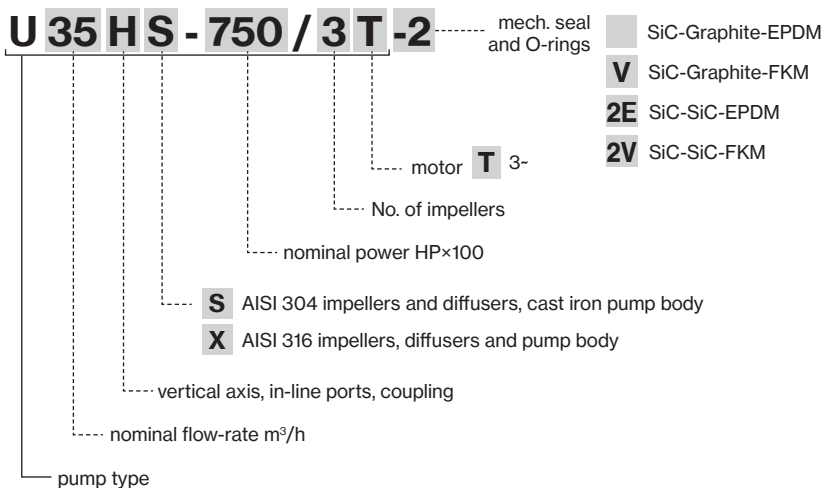 U 35 H S - 750 / 3 T -2
mech. seal
and O-rings
SiC-Graphite-EPDM
V SiC-Graphite-FKM
2E SiC-SiC-EPDM
2V SiC-SiC-FKM
motor T 3~
No. of impellers
nominal power HP×100
S AISI 304 impellers and diffusers, cast iron pump body
X AISI 316 impellers, diffusers and pump body
vertical axis, in-line ports, coupling
nominal flow-rate m³/h
pump type